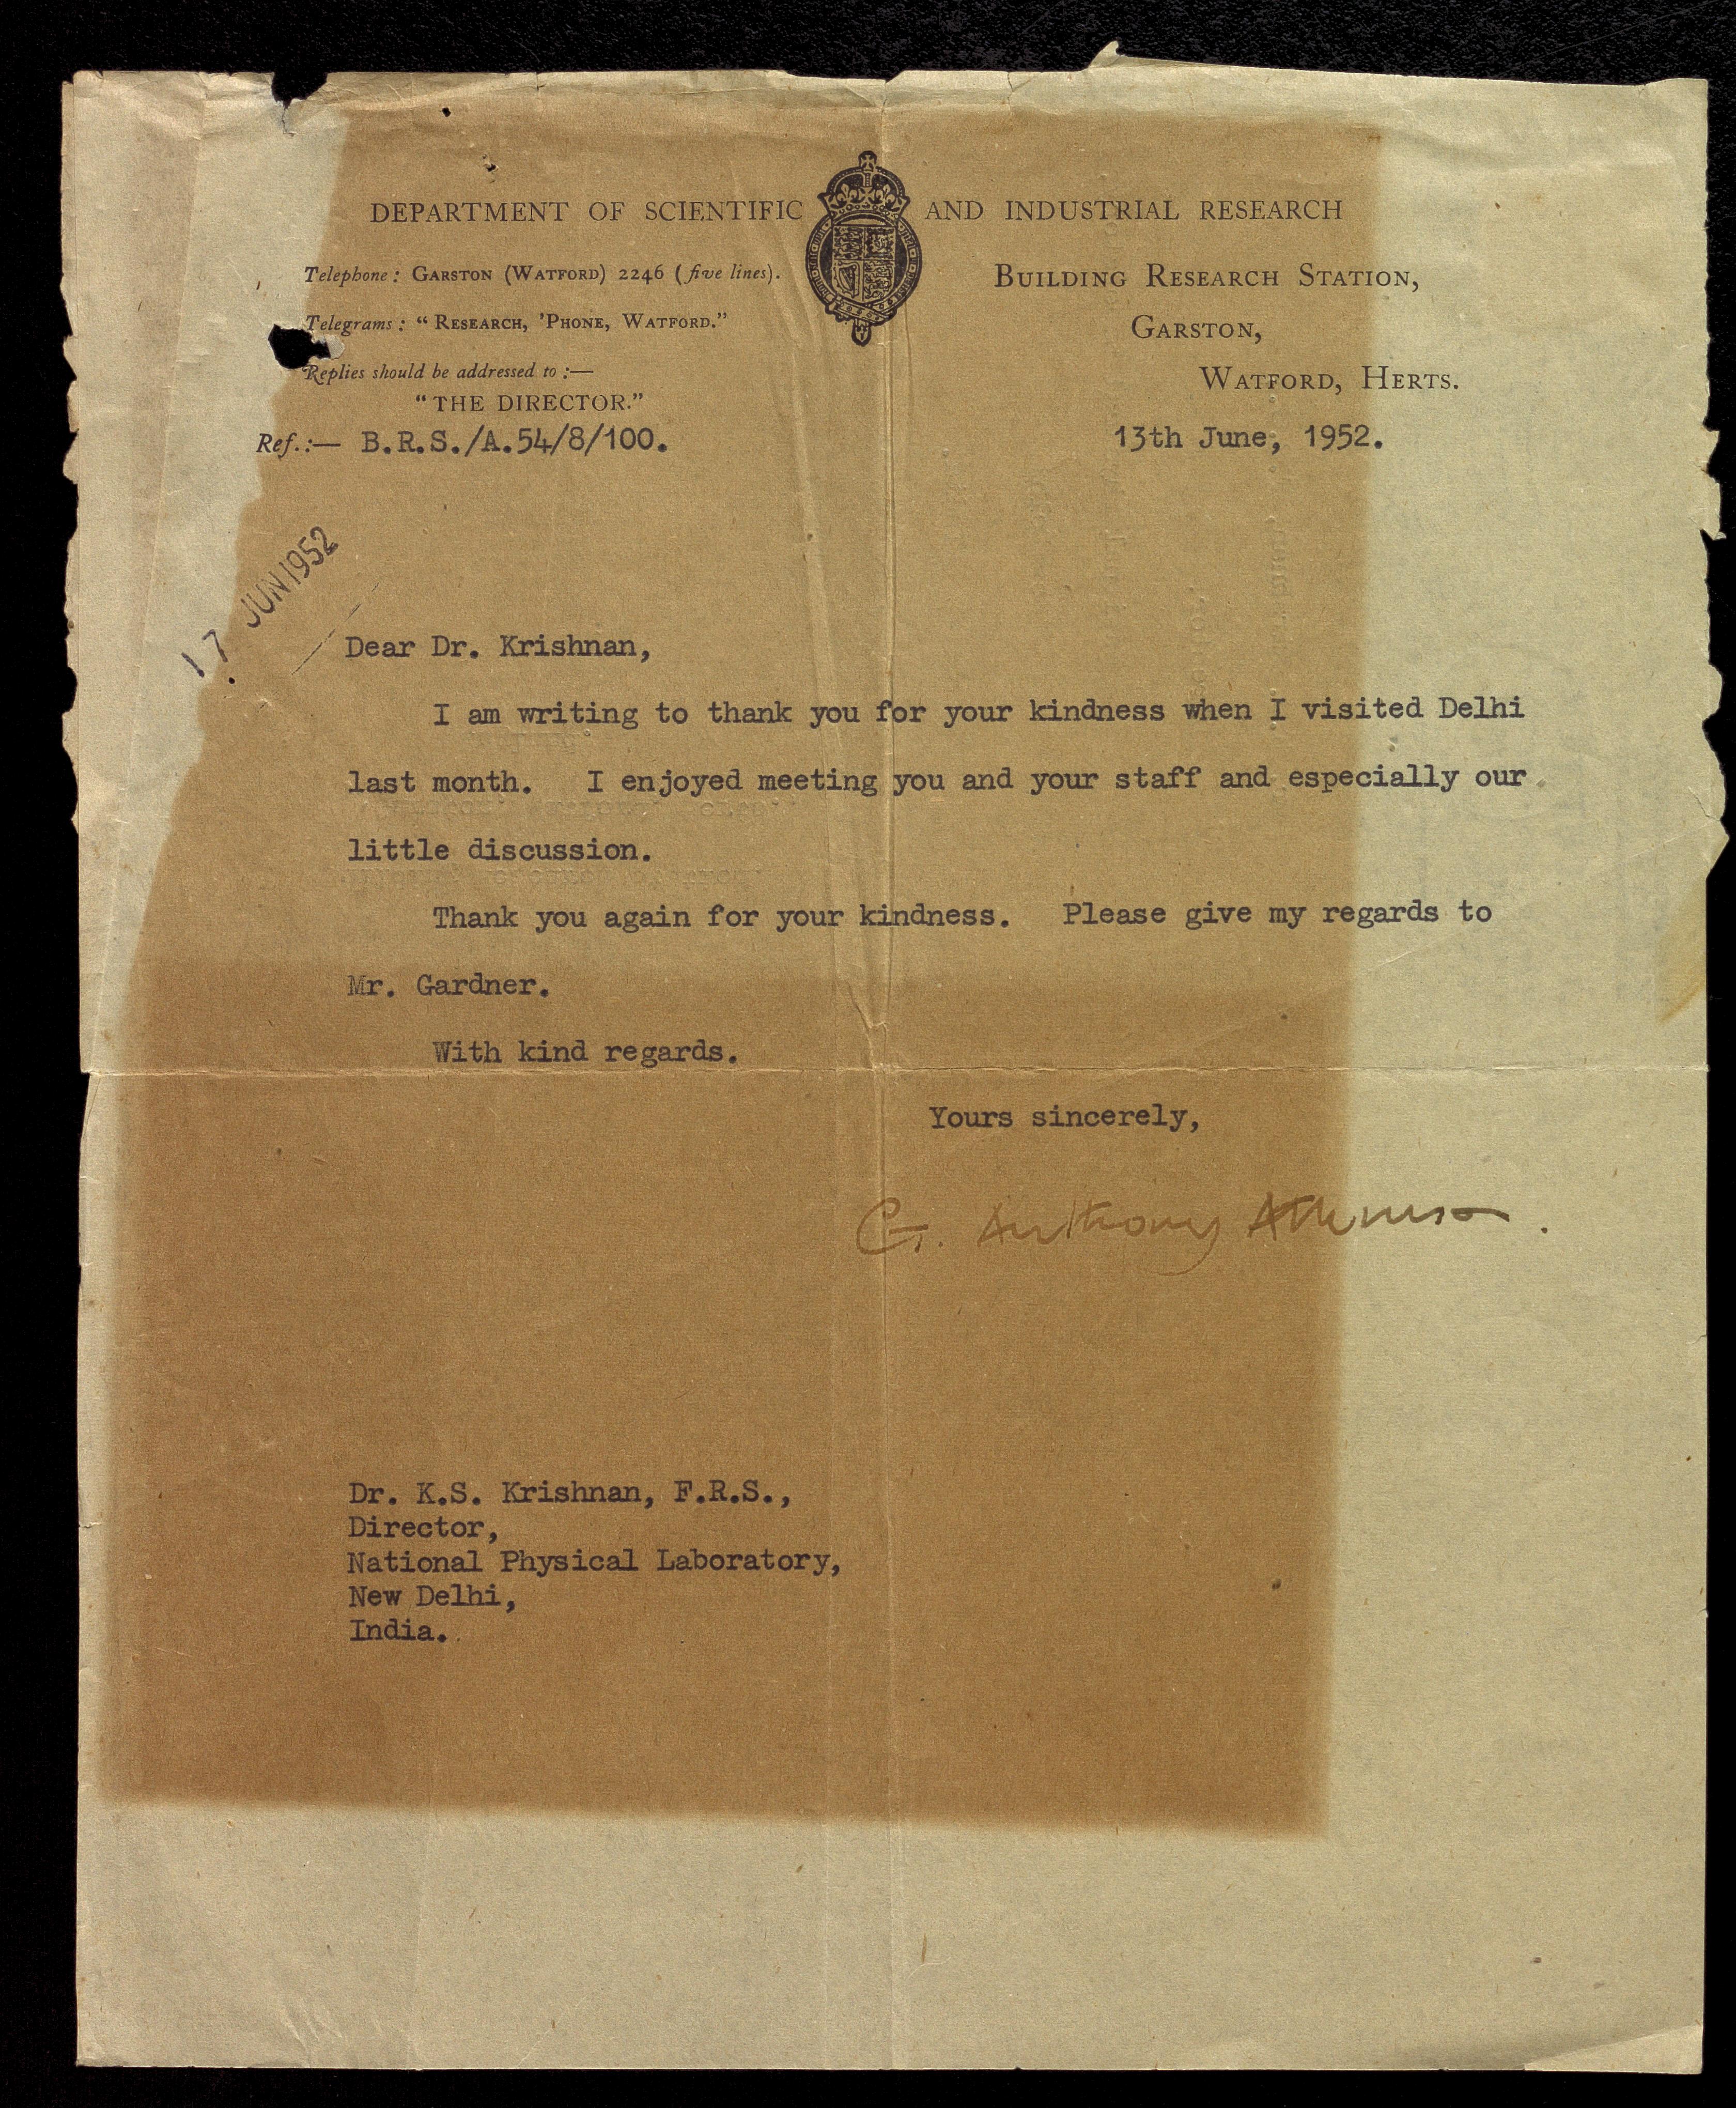 DEPARTMENT OF SCIENTIFIC AND INDUSTRIAL RESEARCH
Telephone: GARSTON (WATFORD) 2246 (five lines).
Telegrams: "RESEARCH, 'PHONE, WATFORD."
Replies should be addressed to :—
"THE DIRECTOR."
Ref.:— B.R.S./A.54/8/100.
BUILDING RESEARCH STATION,
GARSTON,
WATFORD, HERTS.
13th June, 1952.
17 JUN 1952
Dear Dr. Krishnan,
I am writing to thank you for your kindness when I visited Delhi
last month. I enjoyed meeting you and your staff and especially our
little discussion.
Thank you again for your kindness. Please give my regards to
Mr. Gardner.
With kind regards.
Yours sincerely,
G. Anthony Atkinson.
Dr. K.S. Krishnan, F.R.S.,
Director,
National Physical Laboratory,
New Delhi,
India.